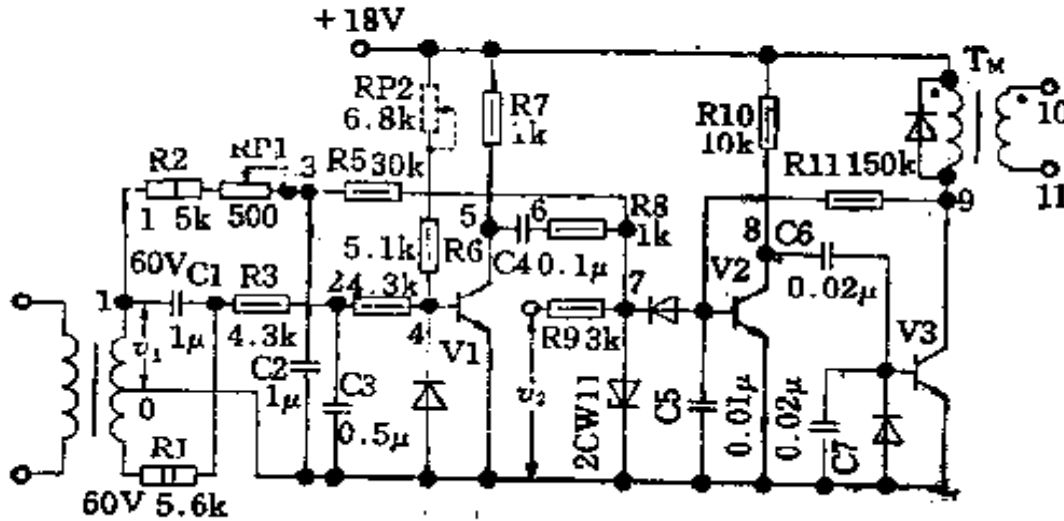 +18V
T_M
RP2
6.8k
R7
1k
R10
10k
10
R2
RP1
3
R5 30k
R11 150k
11
1
5k
500
5
6
R8
1k
9
5.1k
R6
8
C6
60V
C1
R3
2
4.3k
C4 0.1μ
7
V2
0.02μ
1
1μ
4.3k
4
V1
R9 3k
V3
v₁
C2
1μ
C3
0.5μ
v₂
2CW11
C5
0.01μ
0.02μ
C7
0
R1
60V
5.6k